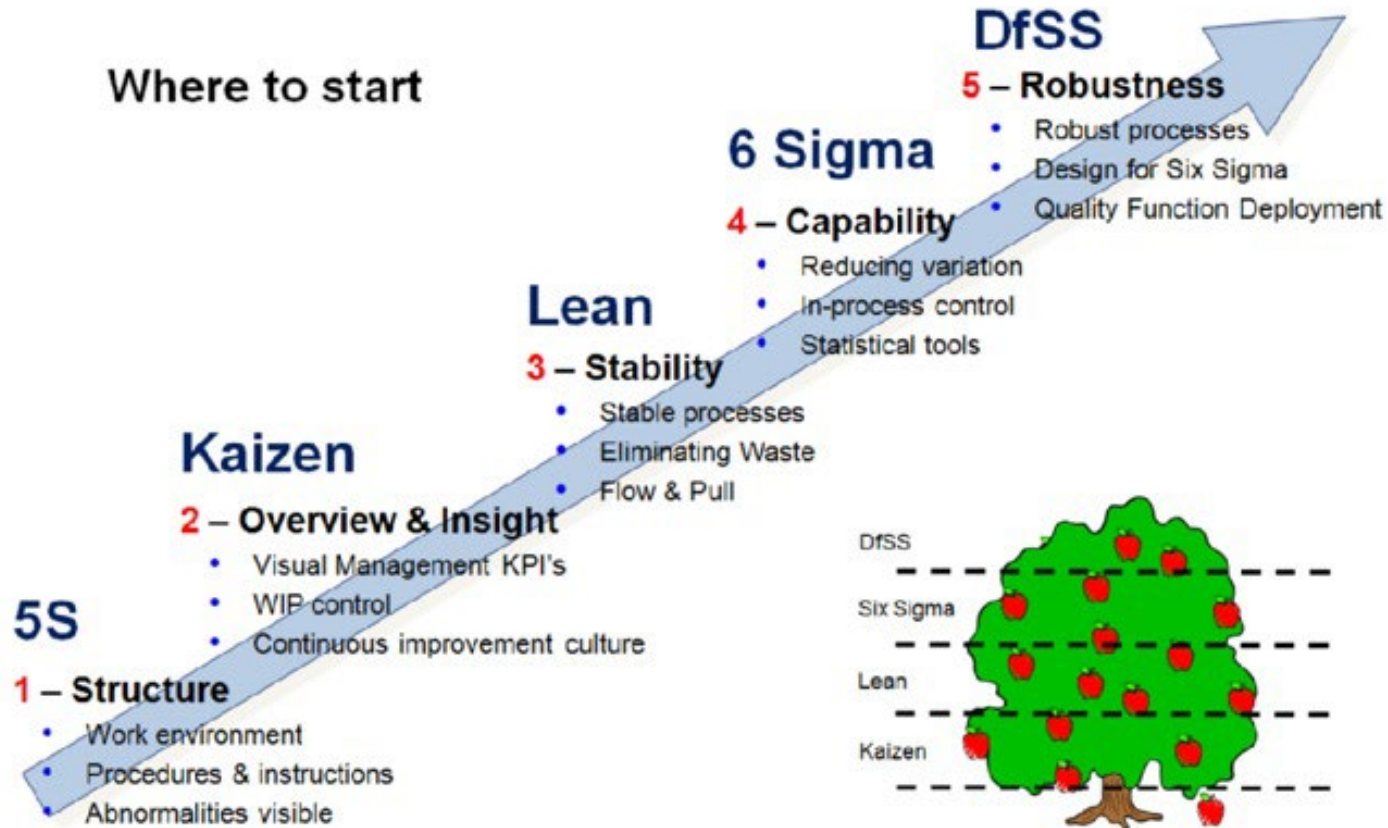 Where to start
DfSS
5 – Robustness
• Robust processes
• Design for Six Sigma
• Quality Function Deployment
6 Sigma
4 – Capability
• Reducing variation
• In-process control
• Statistical tools
Lean
3 – Stability
• Stable processes
• Eliminating Waste
• Flow & Pull
Kaizen
2 – Overview & Insight
• Visual Management KPI's
• WIP control
• Continuous improvement culture
5S
1 – Structure
• Work environment
• Procedures & instructions
• Abnormalities visible
DfSS
Six Sigma
Lean
Kaizen